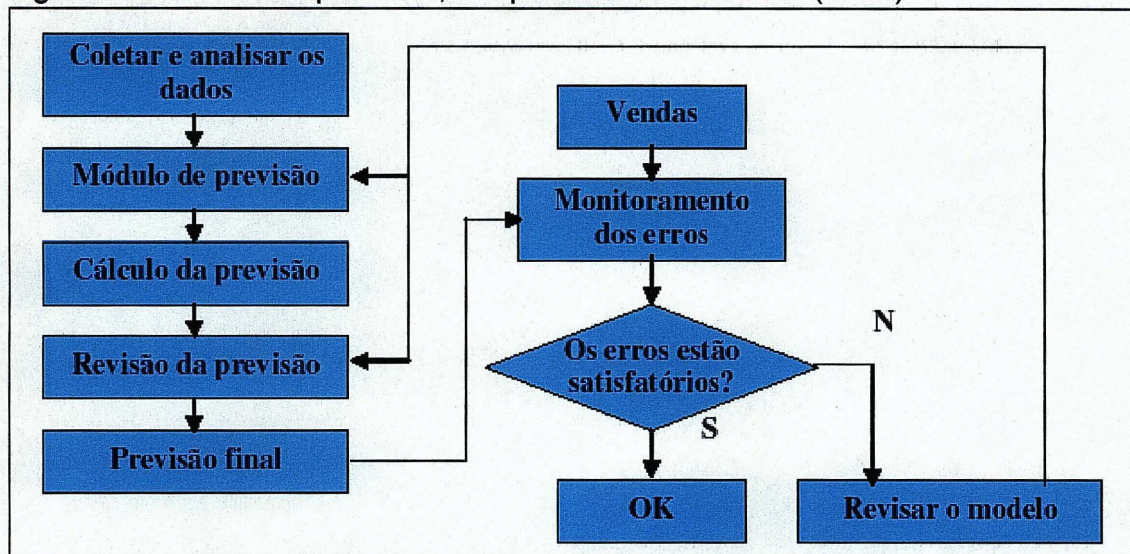 Coletar e analisar os
dados
Módulo de previsão
Cálculo da previsão
Revisão da previsão
Previsão final
Vendas
Monitoramento
dos erros
Os erros estão
satisfatórios?
N
S
OK
Revisar o modelo